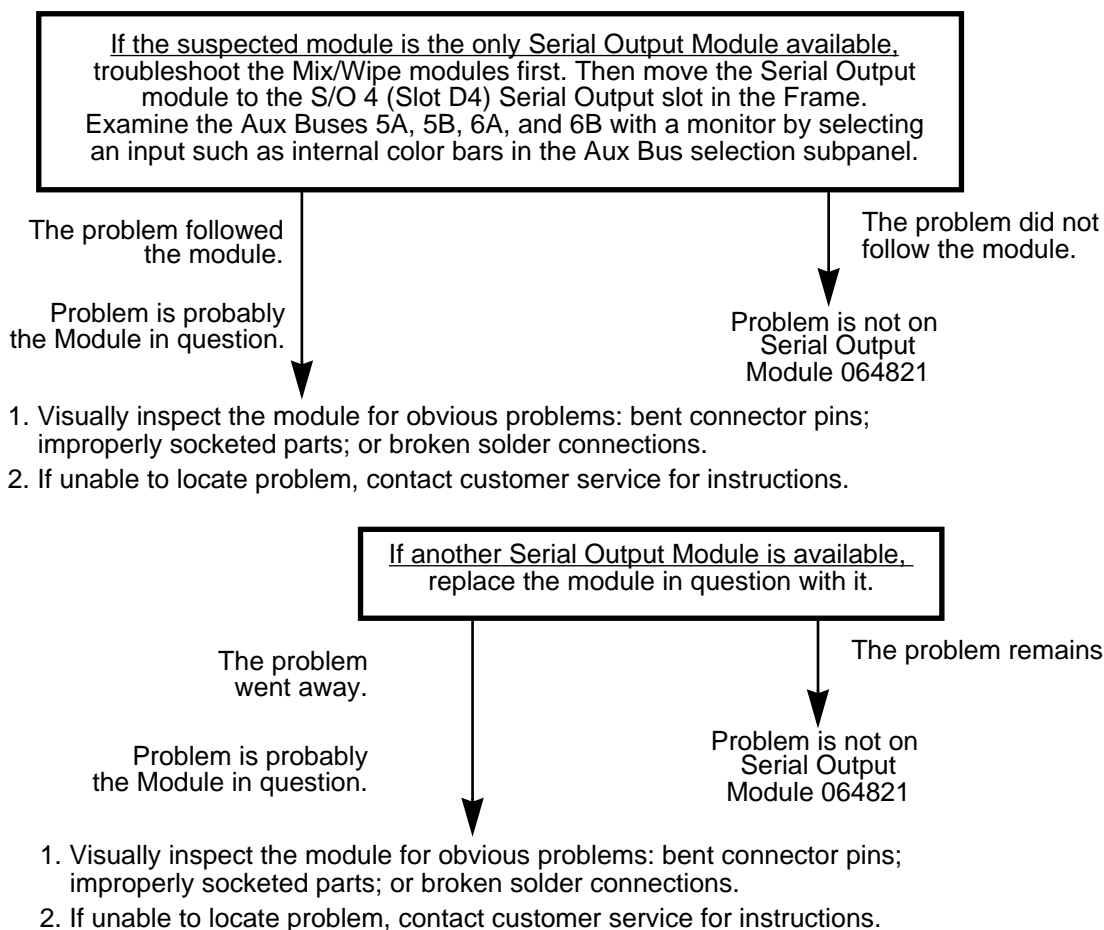 If the suspected module is the only Serial Output Module available,
troubleshoot the Mix/Wipe modules first. Then move the Serial Output
module to the S/O 4 (Slot D4) Serial Output slot in the Frame.
Examine the Aux Buses 5A, 5B, 6A, and 6B with a monitor by selecting
an input such as internal color bars in the Aux Bus selection subpanel.
The problem followed
the module.
Problem is probably
the Module in question.
The problem did not
follow the module.
Problem is not on
Serial Output
Module 064821
1. Visually inspect the module for obvious problems: bent connector pins;
improperly socketed parts; or broken solder connections.
2. If unable to locate problem, contact customer service for instructions.
If another Serial Output Module is available,
replace the module in question with it.
The problem
went away.
Problem is probably
the Module in question.
The problem remains
Problem is not on
Serial Output
Module 064821
1. Visually inspect the module for obvious problems: bent connector pins;
improperly socketed parts; or broken solder connections.
2. If unable to locate problem, contact customer service for instructions.